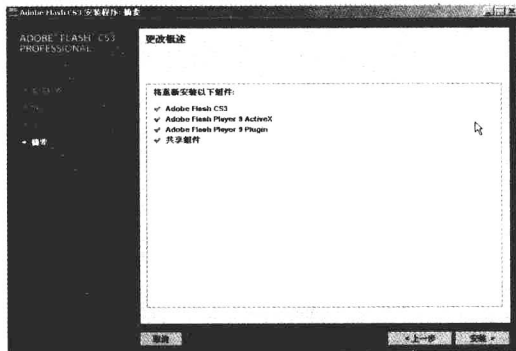 Adobe Flash CS3 安装程序: 摘要
ADOBE FLASH CS3
PROFESSIONAL
更改概述
将重新安装以下组件:
✓ Adobe Flash CS3
✓ Adobe Flash Player 9 ActiveX
✓ Adobe Flash Player 9 Plugin
✓ 共享组件
摘要
取消
上一步
安装